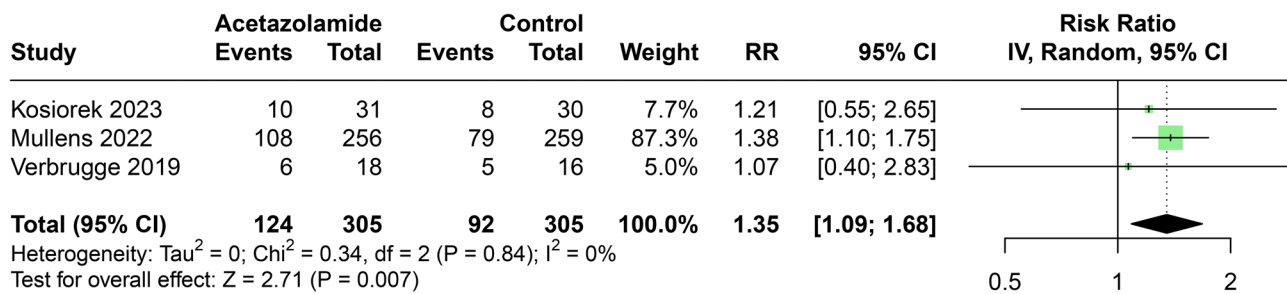 Acetazolamide Control Risk Ratio
Study Events Total Events Total Weight RR 95% CI IV, Random, 95% CI
Kosiorek 2023 10 31 8 30 7.7% 1.21 [0.55; 2.65]
Mullens 2022 108 256 79 259 87.3% 1.38 [1.10; 1.75]
Verbrugge 2019 6 18 5 16 5.0% 1.07 [0.40; 2.83]
Total (95% CI) 124 305 92 305 100.0% 1.35 [1.09; 1.68]
Heterogeneity: Tau² = 0; Chi² = 0.34, df = 2 (P = 0.84); I² = 0%
Test for overall effect: Z = 2.71 (P = 0.007)
0.5 1 2